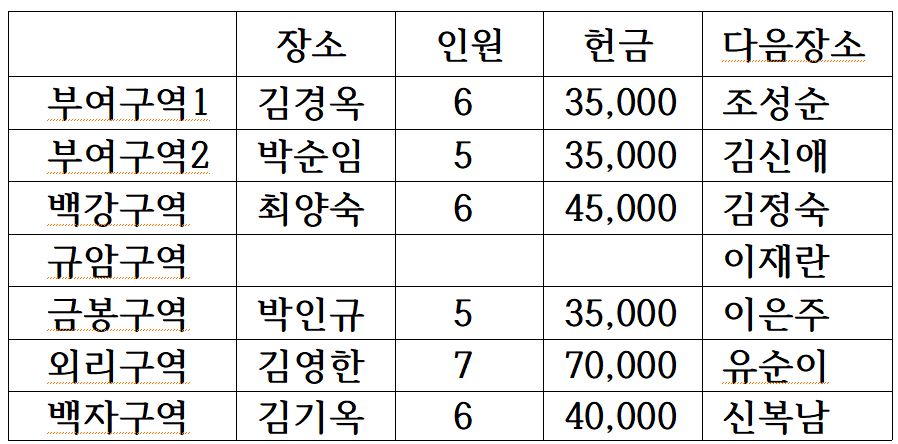 장소 인원 헌금 다음장소
부여구역1 김경옥 6 35,000 조성순
부여구역2 박순임 5 35,000 김신애
백강구역 최양숙 6 45,000 김정숙
규암구역 이재란
금봉구역 박인규 5 35,000 이은주
외리구역 김영한 7 70,000 유순이
백자구역 김기옥 6 40,000 신복남